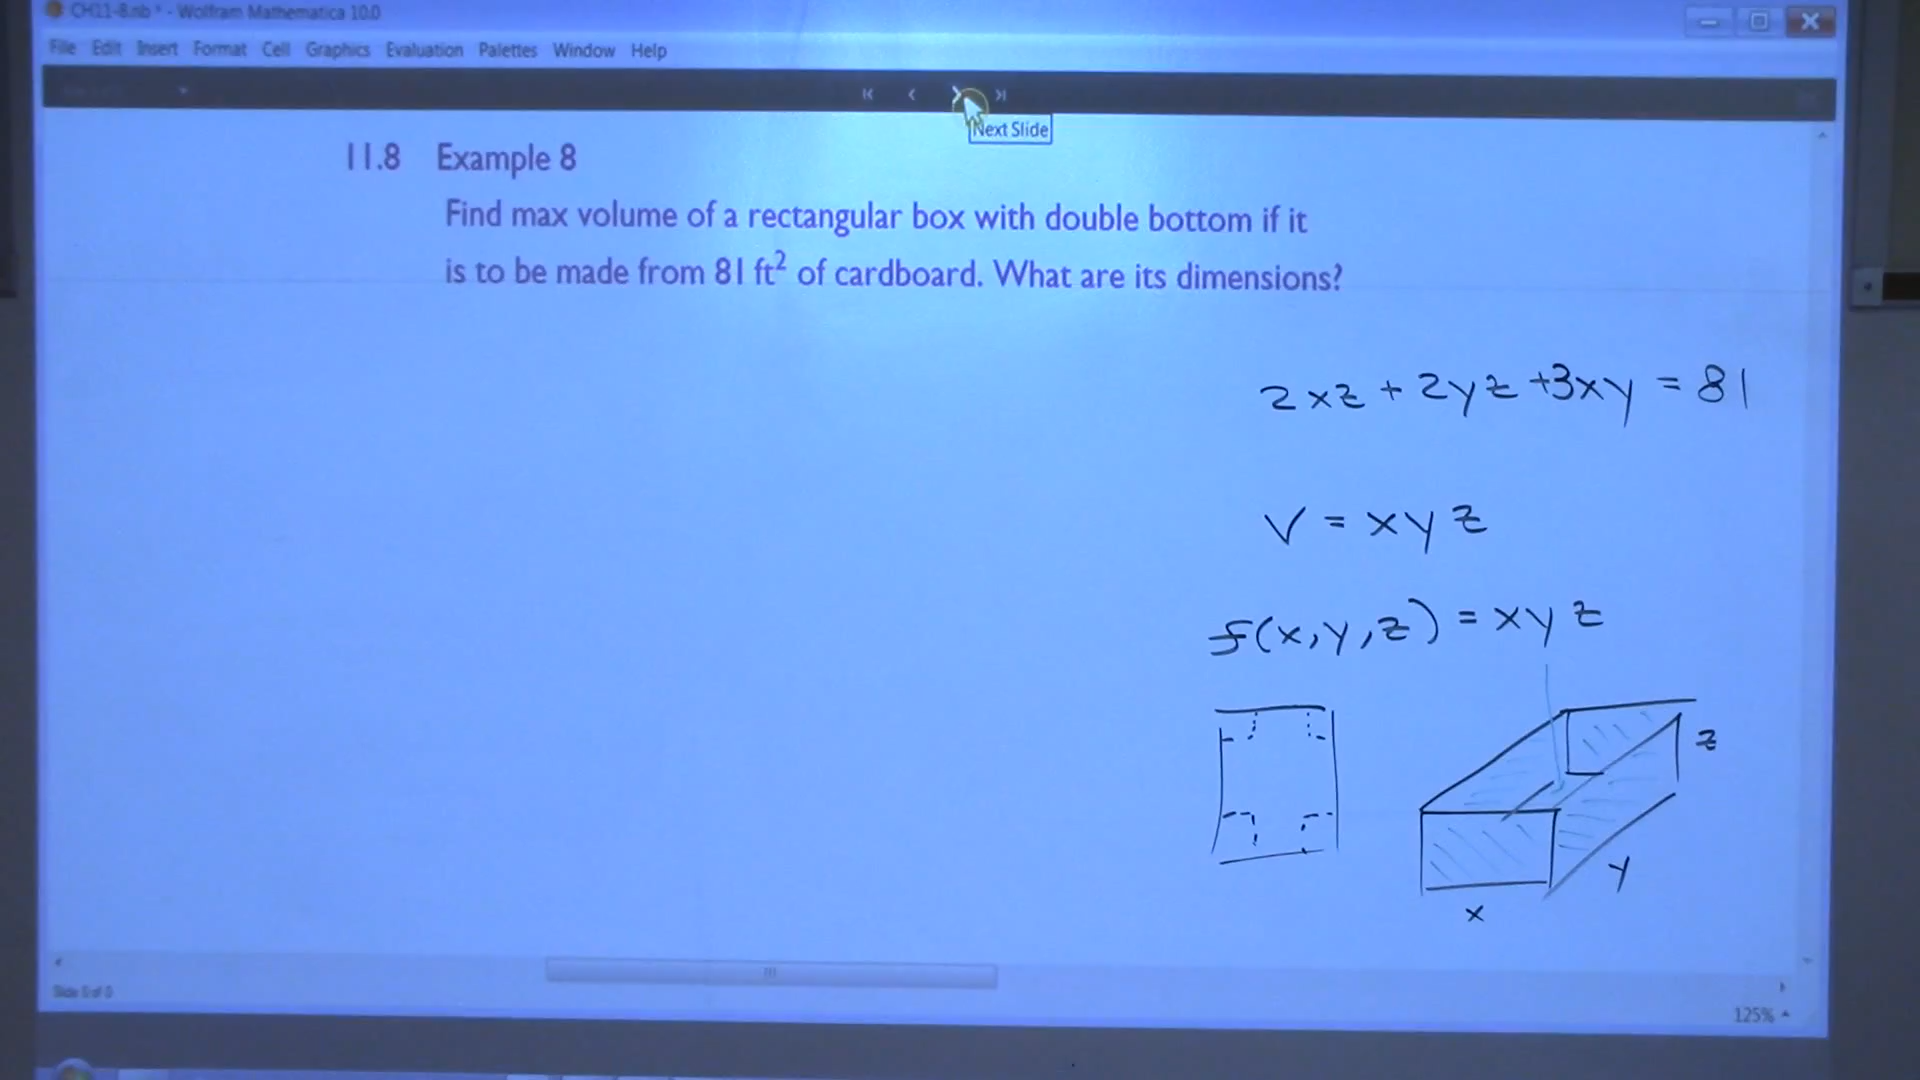 CH11-8.nb * - Wolfram Mathematica 10.0
File Edit Insert Format Cell Graphics Evaluation Palettes Window Help
Next Slide
11.8 Example 8
Find max volume of a rectangular box with double bottom if it
is to be made from 81 ft² of cardboard. What are its dimensions?
2xz + 2yz + 3xy = 81
V = xyz
f(x,y,z) = xyz
z
y
x
125%